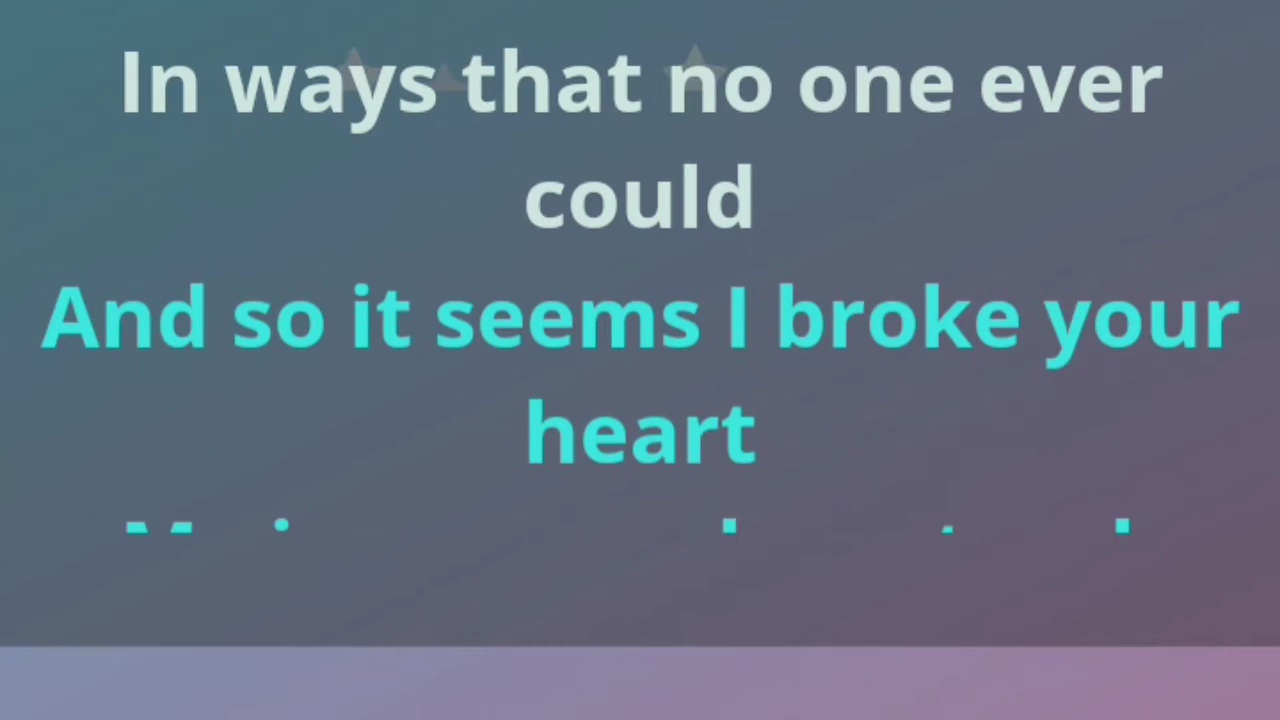 In ways that no one ever
could
And so it seems I broke your
heart